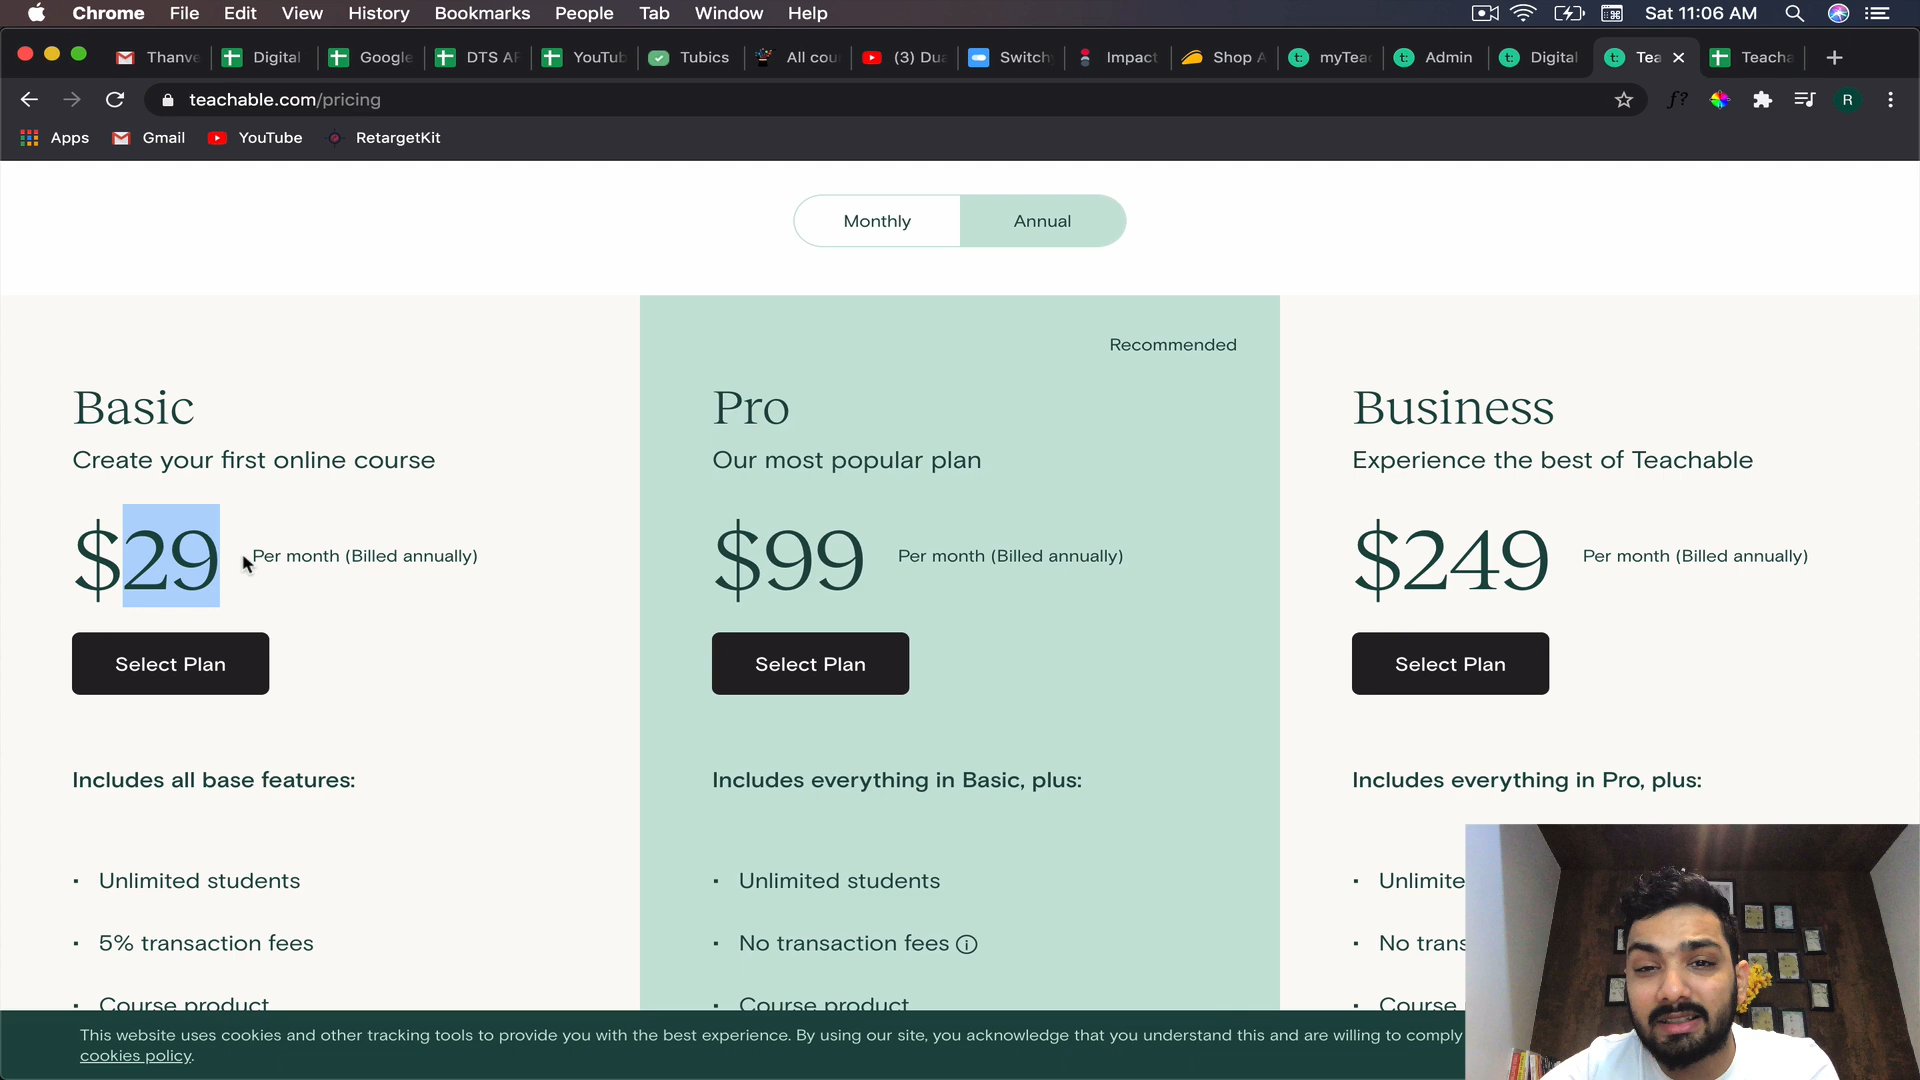 Chrome File Edit View History Bookmarks People Tab Window Help Sat 11:06 AM
Thanve Digital Google DTS AF YouTub Tubics All cour (3) Dua Switchy Impact Shop A myTeac Admin Digital Tea Teacha
teachable.com/pricing f? R
Apps Gmail YouTube RetargetKit
Monthly Annual
Recommended
Basic Pro Business
Create your first online course Our most popular plan Experience the best of Teachable
$29 Per month (Billed annually) $99 Per month (Billed annually) $249 Per month (Billed annually)
Select Plan Select Plan Select Plan
Includes all base features: Includes everything in Basic, plus: Includes everything in Pro, plus:
· Unlimited students · Unlimited students · Unlimite
· 5% transaction fees · No transaction fees · No trans
· Course product · Course product · Course
This website uses cookies and other tracking tools to provide you with the best experience. By using our site, you acknowledge that you understand this and are willing to comply
cookies policy.